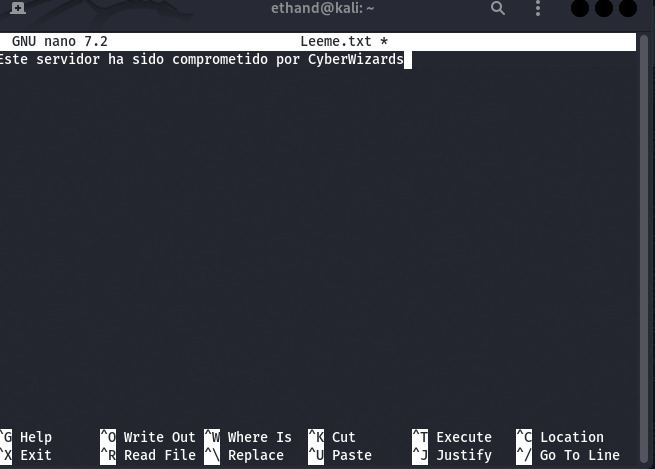 ethand@kali: ~
GNU nano 7.2 Leeme.txt *
Este servidor ha sido comprometido por CyberWizards
^G Help ^O Write Out ^W Where Is ^K Cut ^T Execute ^C Location
^X Exit ^R Read File ^\ Replace ^U Paste ^J Justify ^/ Go To Line